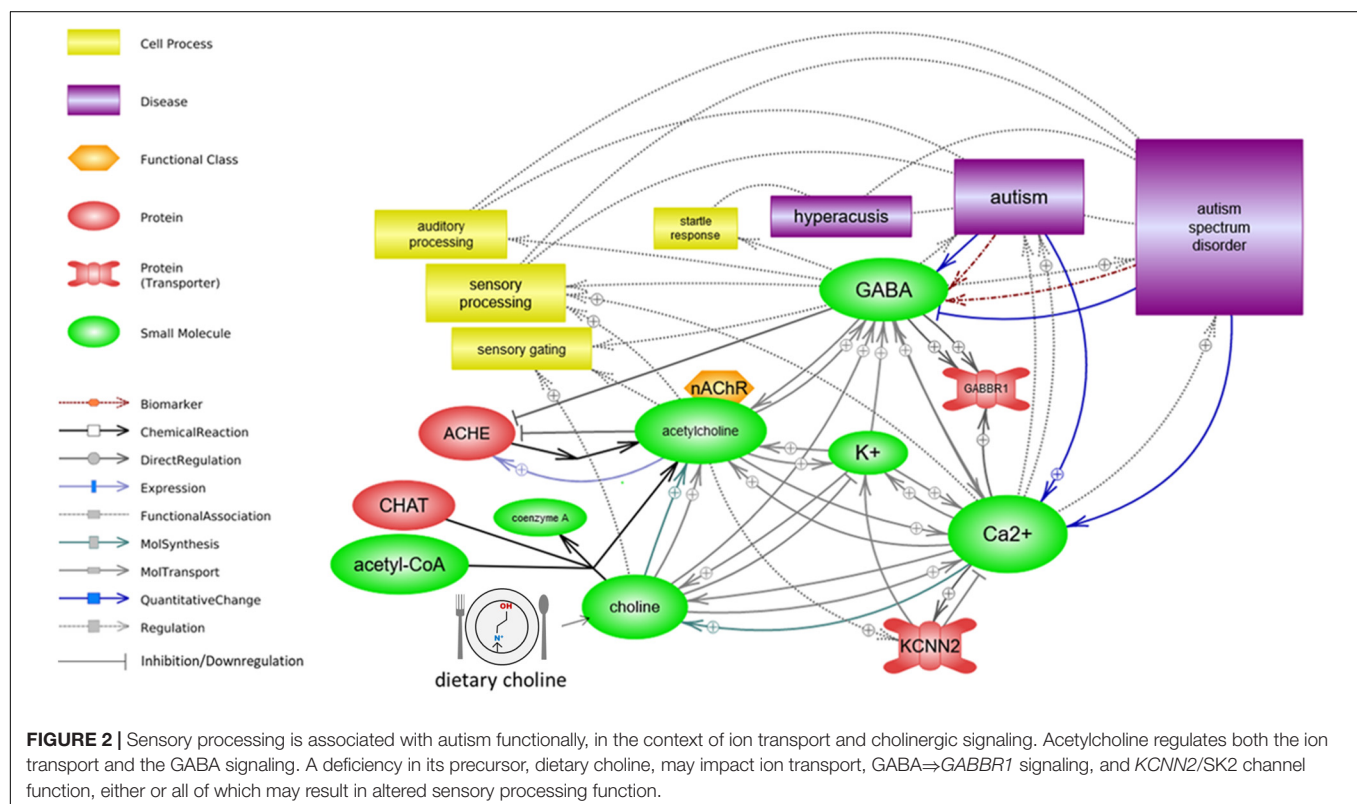 Cell Process
Disease
Functional Class
Protein
Protein
(Transporter)
Small Molecule
Biomarker
ChemicalReaction
DirectRegulation
Expression
FunctionalAssociation
MolSynthesis
MolTransport
QuantitativeChange
Regulation
Inhibition/Downregulation
auditory
processing
sensory
processing
sensory gating
startle
response
hyperacusis
autism
autism
spectrum
disorder
GABA
GABBR1
nAChR
acetylcholine
ACHE
K+
CHAT
coenzyme A
acetyl-CoA
Ca2+
choline
KCNN2
OH
N+
dietary choline
FIGURE 2 | Sensory processing is associated with autism functionally, in the context of ion transport and cholinergic signaling. Acetylcholine regulates both the ion
transport and the GABA signaling. A deficiency in its precursor, dietary choline, may impact ion transport, GABA⇒GABBR1 signaling, and KCNN2/SK2 channel
function, either or all of which may result in altered sensory processing function.